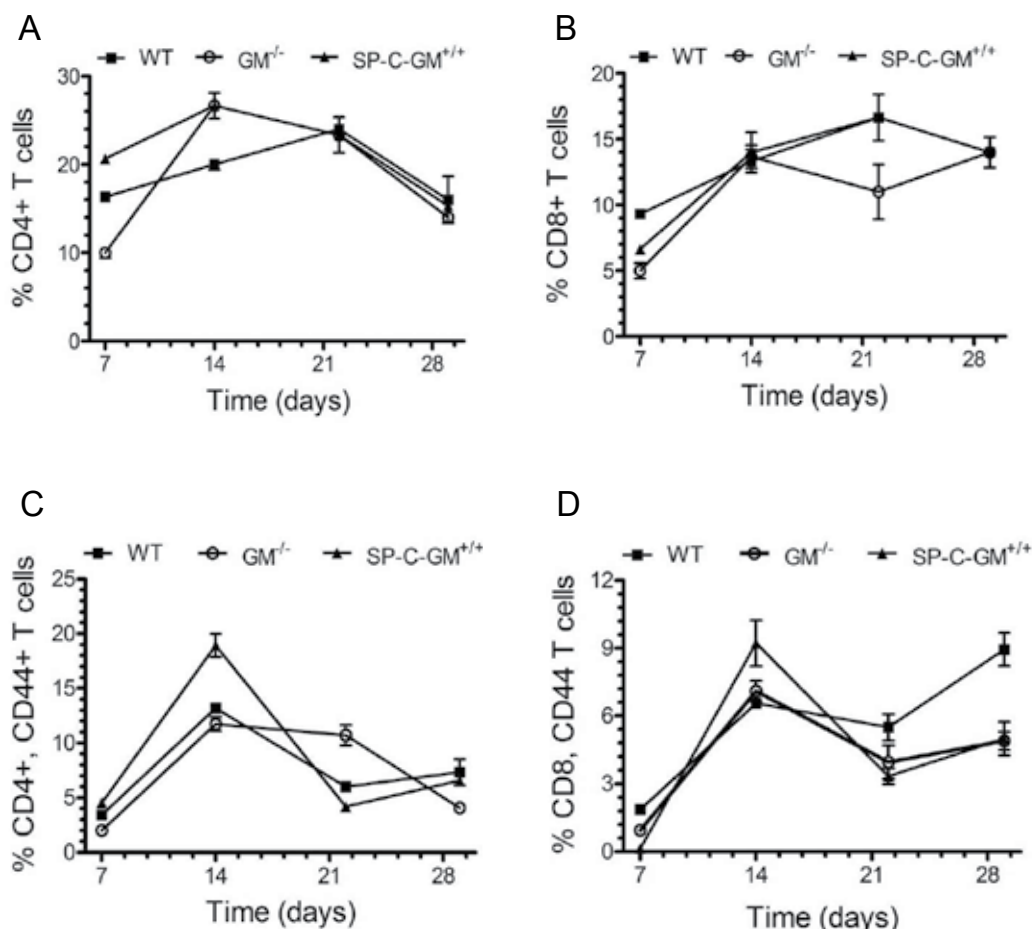 A
WT GM-/- SP-C-GM+/+
30
20
10
0
% CD4+ T cells
7 14 21 28
Time (days)
B
WT GM-/- SP-C-GM+/+
20
15
10
5
0
% CD8+ T cells
7 14 21 28
Time (days)
C
WT GM-/- SP-C-GM+/+
25
20
15
10
5
0
% CD4+, CD44+ T cells
7 14 21 28
Time (days)
D
WT GM-/- SP-C-GM+/+
12
9
6
3
0
% CD8, CD44 T cells
7 14 21 28
Time (days)